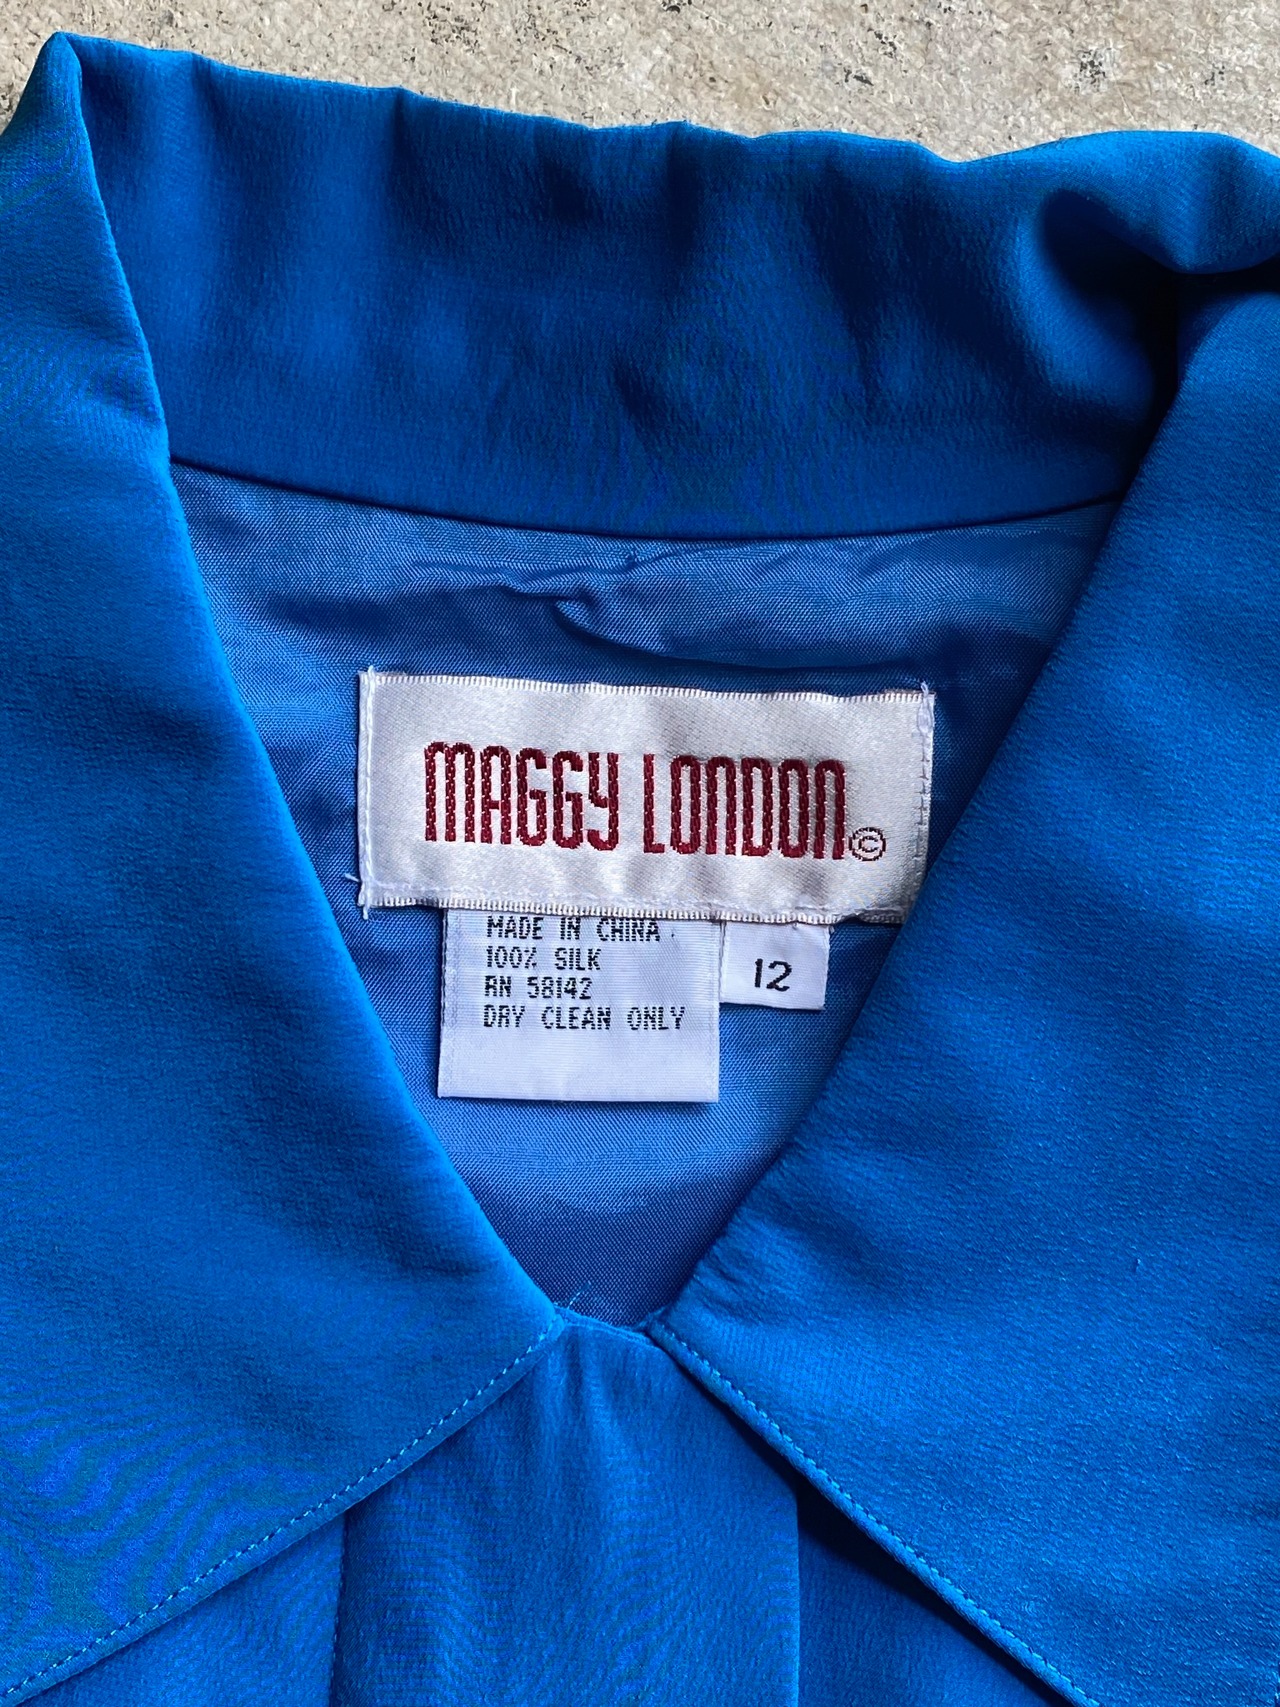 MAGGY LONDON©
MADE IN CHINA
100% SILK
RN 58142
DRY CLEAN ONLY
12